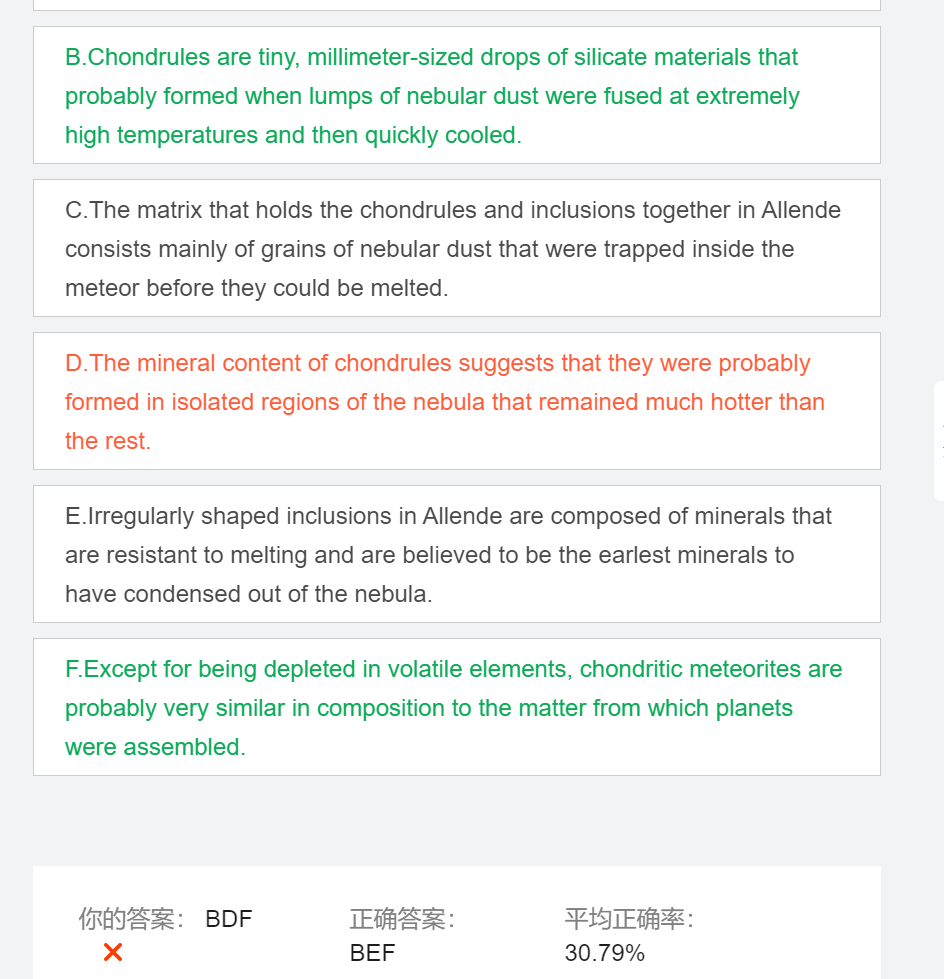 B.Chondrules are tiny, millimeter-sized drops of silicate materials that
probably formed when lumps of nebular dust were fused at extremely
high temperatures and then quickly cooled.
C.The matrix that holds the chondrules and inclusions together in Allende
consists mainly of grains of nebular dust that were trapped inside the
meteor before they could be melted.
D.The mineral content of chondrules suggests that they were probably
formed in isolated regions of the nebula that remained much hotter than
the rest.
E.Irregularly shaped inclusions in Allende are composed of minerals that
are resistant to melting and are believed to be the earlest minerals to
have condensed out of the nebula.
F.Except for being depleted in volatile elements, chondritic meteorites are
probably very similar in composition to the matter from which planets
were assembled.
你的答案: BDF 正确答案: 平均正确率:
BEF 30.79%